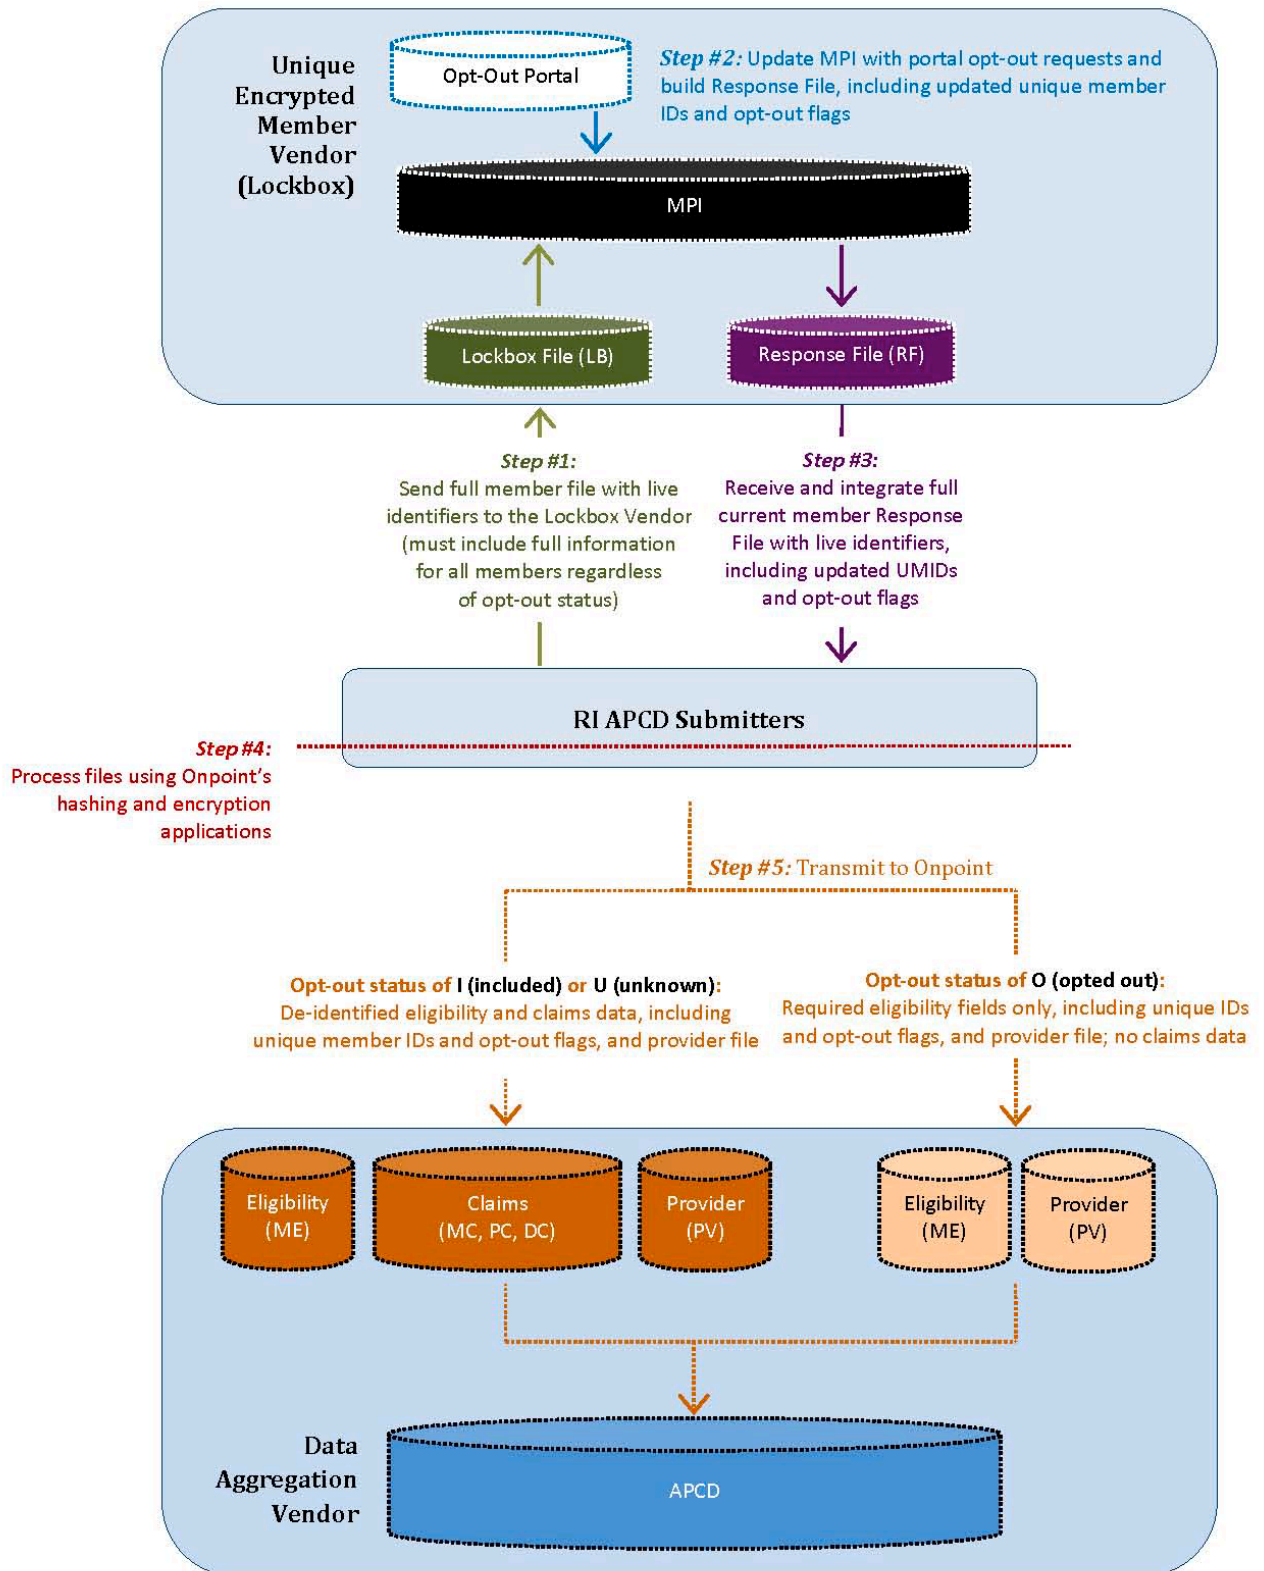 Unique
Encrypted
Member
Vendor
(Lockbox)
Opt-Out Portal
Step #2: Update MPI with portal opt-out requests and
build Response File, including updated unique member
IDs and opt-out flags
MPI
Lockbox File (LB)
Response File (RF)
Step #1:
Send full member file with live
identifiers to the Lockbox Vendor
(must include full information
for all members regardless
of opt-out status)
Step #3:
Receive and integrate full
current member Response
File with live identifiers,
including updated UMIDs
and opt-out flags
RI APCD Submitters
Step #4:
Process files using Onpoint's
hashing and encryption
applications
Step #5: Transmit to Onpoint
Opt-out status of I (included) or U (unknown):
De-identified eligibility and claims data, including
unique member IDs and opt-out flags, and provider file
Opt-out status of O (opted out):
Required eligibility fields only, including unique IDs
and opt-out flags, and provider file; no claims data
Eligibility
(ME)
Claims
(MC, PC, DC)
Provider
(PV)
Eligibility
(ME)
Provider
(PV)
Data
Aggregation
Vendor
APCD